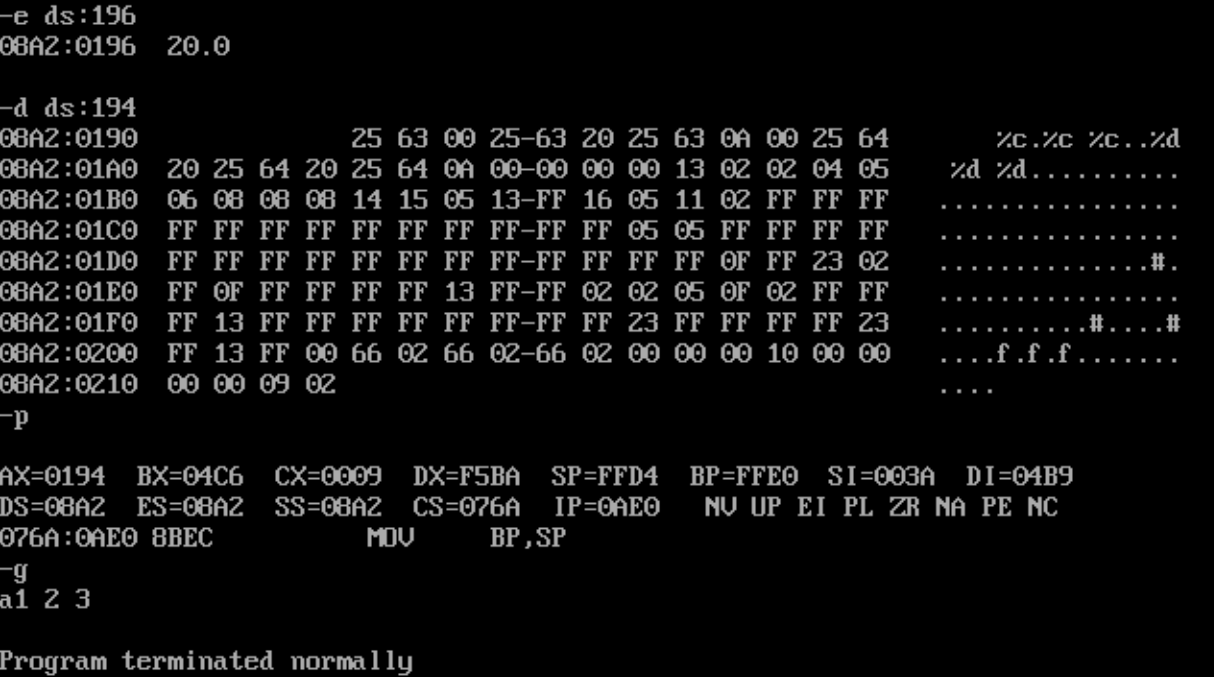 -e ds:196
08A2:0196  20.0

-d ds:194
08A2:0190              25 63 00 25-63 20 25 63 0A 00 25 64      %c.%c %c..%d
08A2:01A0  20 25 64 20 25 64 0A 00-00 00 00 13 02 02 04 05   %d %d..........
08A2:01B0  06 08 08 08 14 15 05 13-FF 16 05 11 02 FF FF FF   ................
08A2:01C0  FF FF FF FF FF FF FF FF-FF FF 05 05 FF FF FF FF   ................
08A2:01D0  FF FF FF FF FF FF FF FF-FF FF FF FF 0F FF 23 02   ..............#.
08A2:01E0  FF 0F FF FF FF FF 13 FF-FF 02 02 05 0F 02 FF FF   ................
08A2:01F0  FF 13 FF FF FF FF FF FF-FF FF 23 FF FF FF FF 23   ..........#....#
08A2:0200  FF 13 FF 00 66 02 66 02-66 02 00 00 00 10 00 00   ....f.f.f.......
08A2:0210  00 00 09 02                                       ....
-p

AX=0194  BX=04C6  CX=0009  DX=F5BA  SP=FFD4  BP=FFE0  SI=003A  DI=04B9
DS=08A2  ES=08A2  SS=08A2  CS=076A  IP=0AE0   NV UP EI PL ZR NA PE NC
076A:0AE0 8BEC          MOV     BP,SP
-g
a1 2 3

Program terminated normally